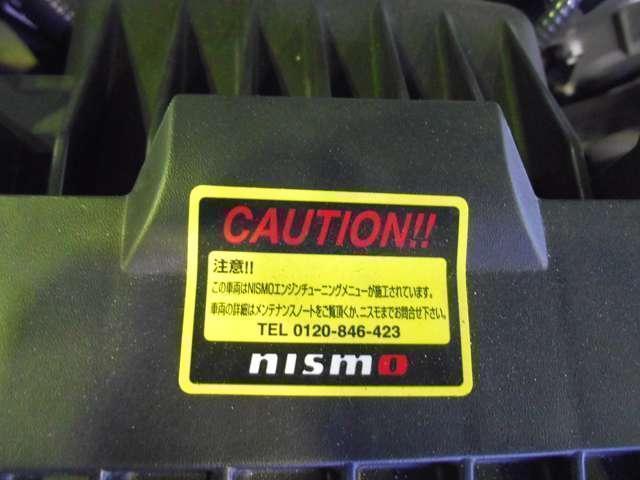 CAUTION!!
注意!!
この車両はNISMOエンジンチューニングメニューが施工されています。
車両の詳細はメンテナンスノートをご覧頂くか、ニスモまでお問合せ下さい。
TEL 0120-846-423
nismo